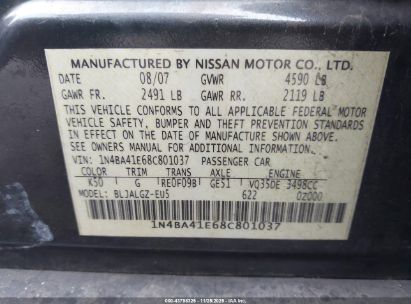 MANUFACTURED BY NISSAN MOTOR CO., LTD.
DATE 08/07 GVWR 4590 LB
GAWR FR. 2491 LB GAWR RR. 2119 LB
THIS VEHICLE CONFORMS TO ALL APPLICABLE FEDERAL MOTOR
VEHICLE SAFETY, BUMPER AND THEFT PREVENTION STANDARDS
IN EFFECT ON THE DATE OF MANUFACTURE SHOWN ABOVE.
SEE OWNERS MANUAL FOR ADDITIONAL INFORMATION.
VIN: 1N4BA41E68C801037 PASSENGER CAR
COLOR TRIM TRANS AXLE ENGINE
K50 G RE0F09B GE51 VQ35DE 3498CC
MODEL: BLJALGZ-EU5 622 0Z000
1N4BA41E68C801037